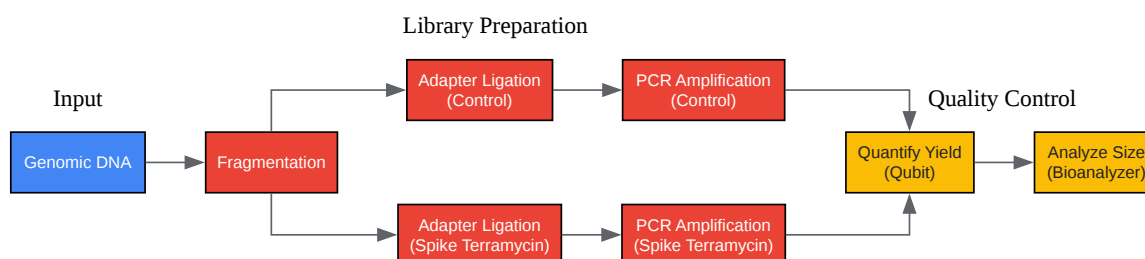 Library Preparation
Input
Quality Control
Genomic DNA
Fragmentation
Adapter Ligation
(Control)
PCR Amplification
(Control)
Adapter Ligation
(Spike Terramycin)
PCR Amplification
(Spike Terramycin)
Quantify Yield
(Qubit)
Analyze Size
(Bioanalyzer)